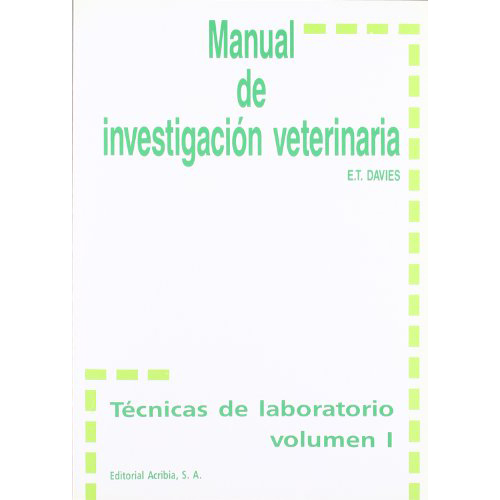 Manual
de
investigación veterinaria
E.T. DAVIES
Técnicas de laboratorio
volumen I
Editorial Acribia, S. A.